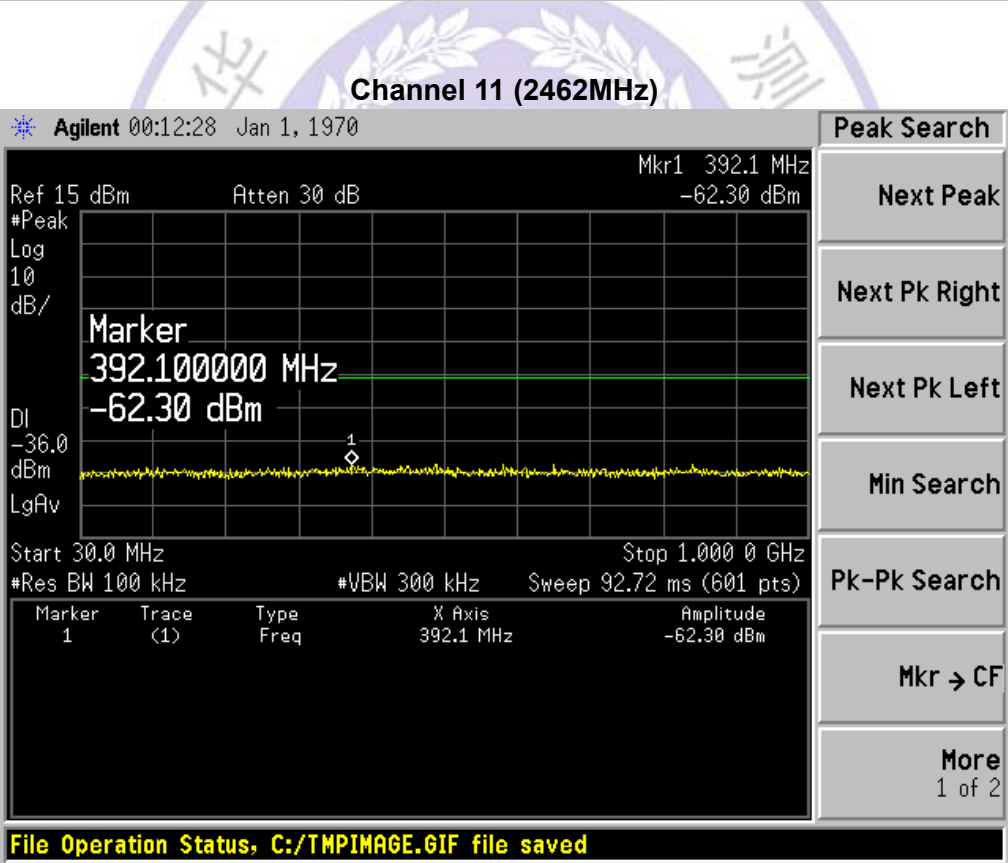 华 测
Channel 11 (2462MHz)
Agilent 00:12:28 Jan 1, 1970
Peak Search
Mkr1 392.1 MHz
Ref 15 dBm Atten 30 dB -62.30 dBm
#Peak
Log
10
dB/
Marker
392.100000 MHz
-62.30 dBm
DI
-36.0
dBm
LgAv
1
Start 30.0 MHz Stop 1.000 0 GHz
#Res BW 100 kHz #VBW 300 kHz Sweep 92.72 ms (601 pts)
Marker Trace Type X Axis Amplitude
1 (1) Freq 392.1 MHz -62.30 dBm
Next Peak
Next Pk Right
Next Pk Left
Min Search
Pk-Pk Search
Mkr → CF
More
1 of 2
File Operation Status, C:/TMPIMAGE.GIF file saved